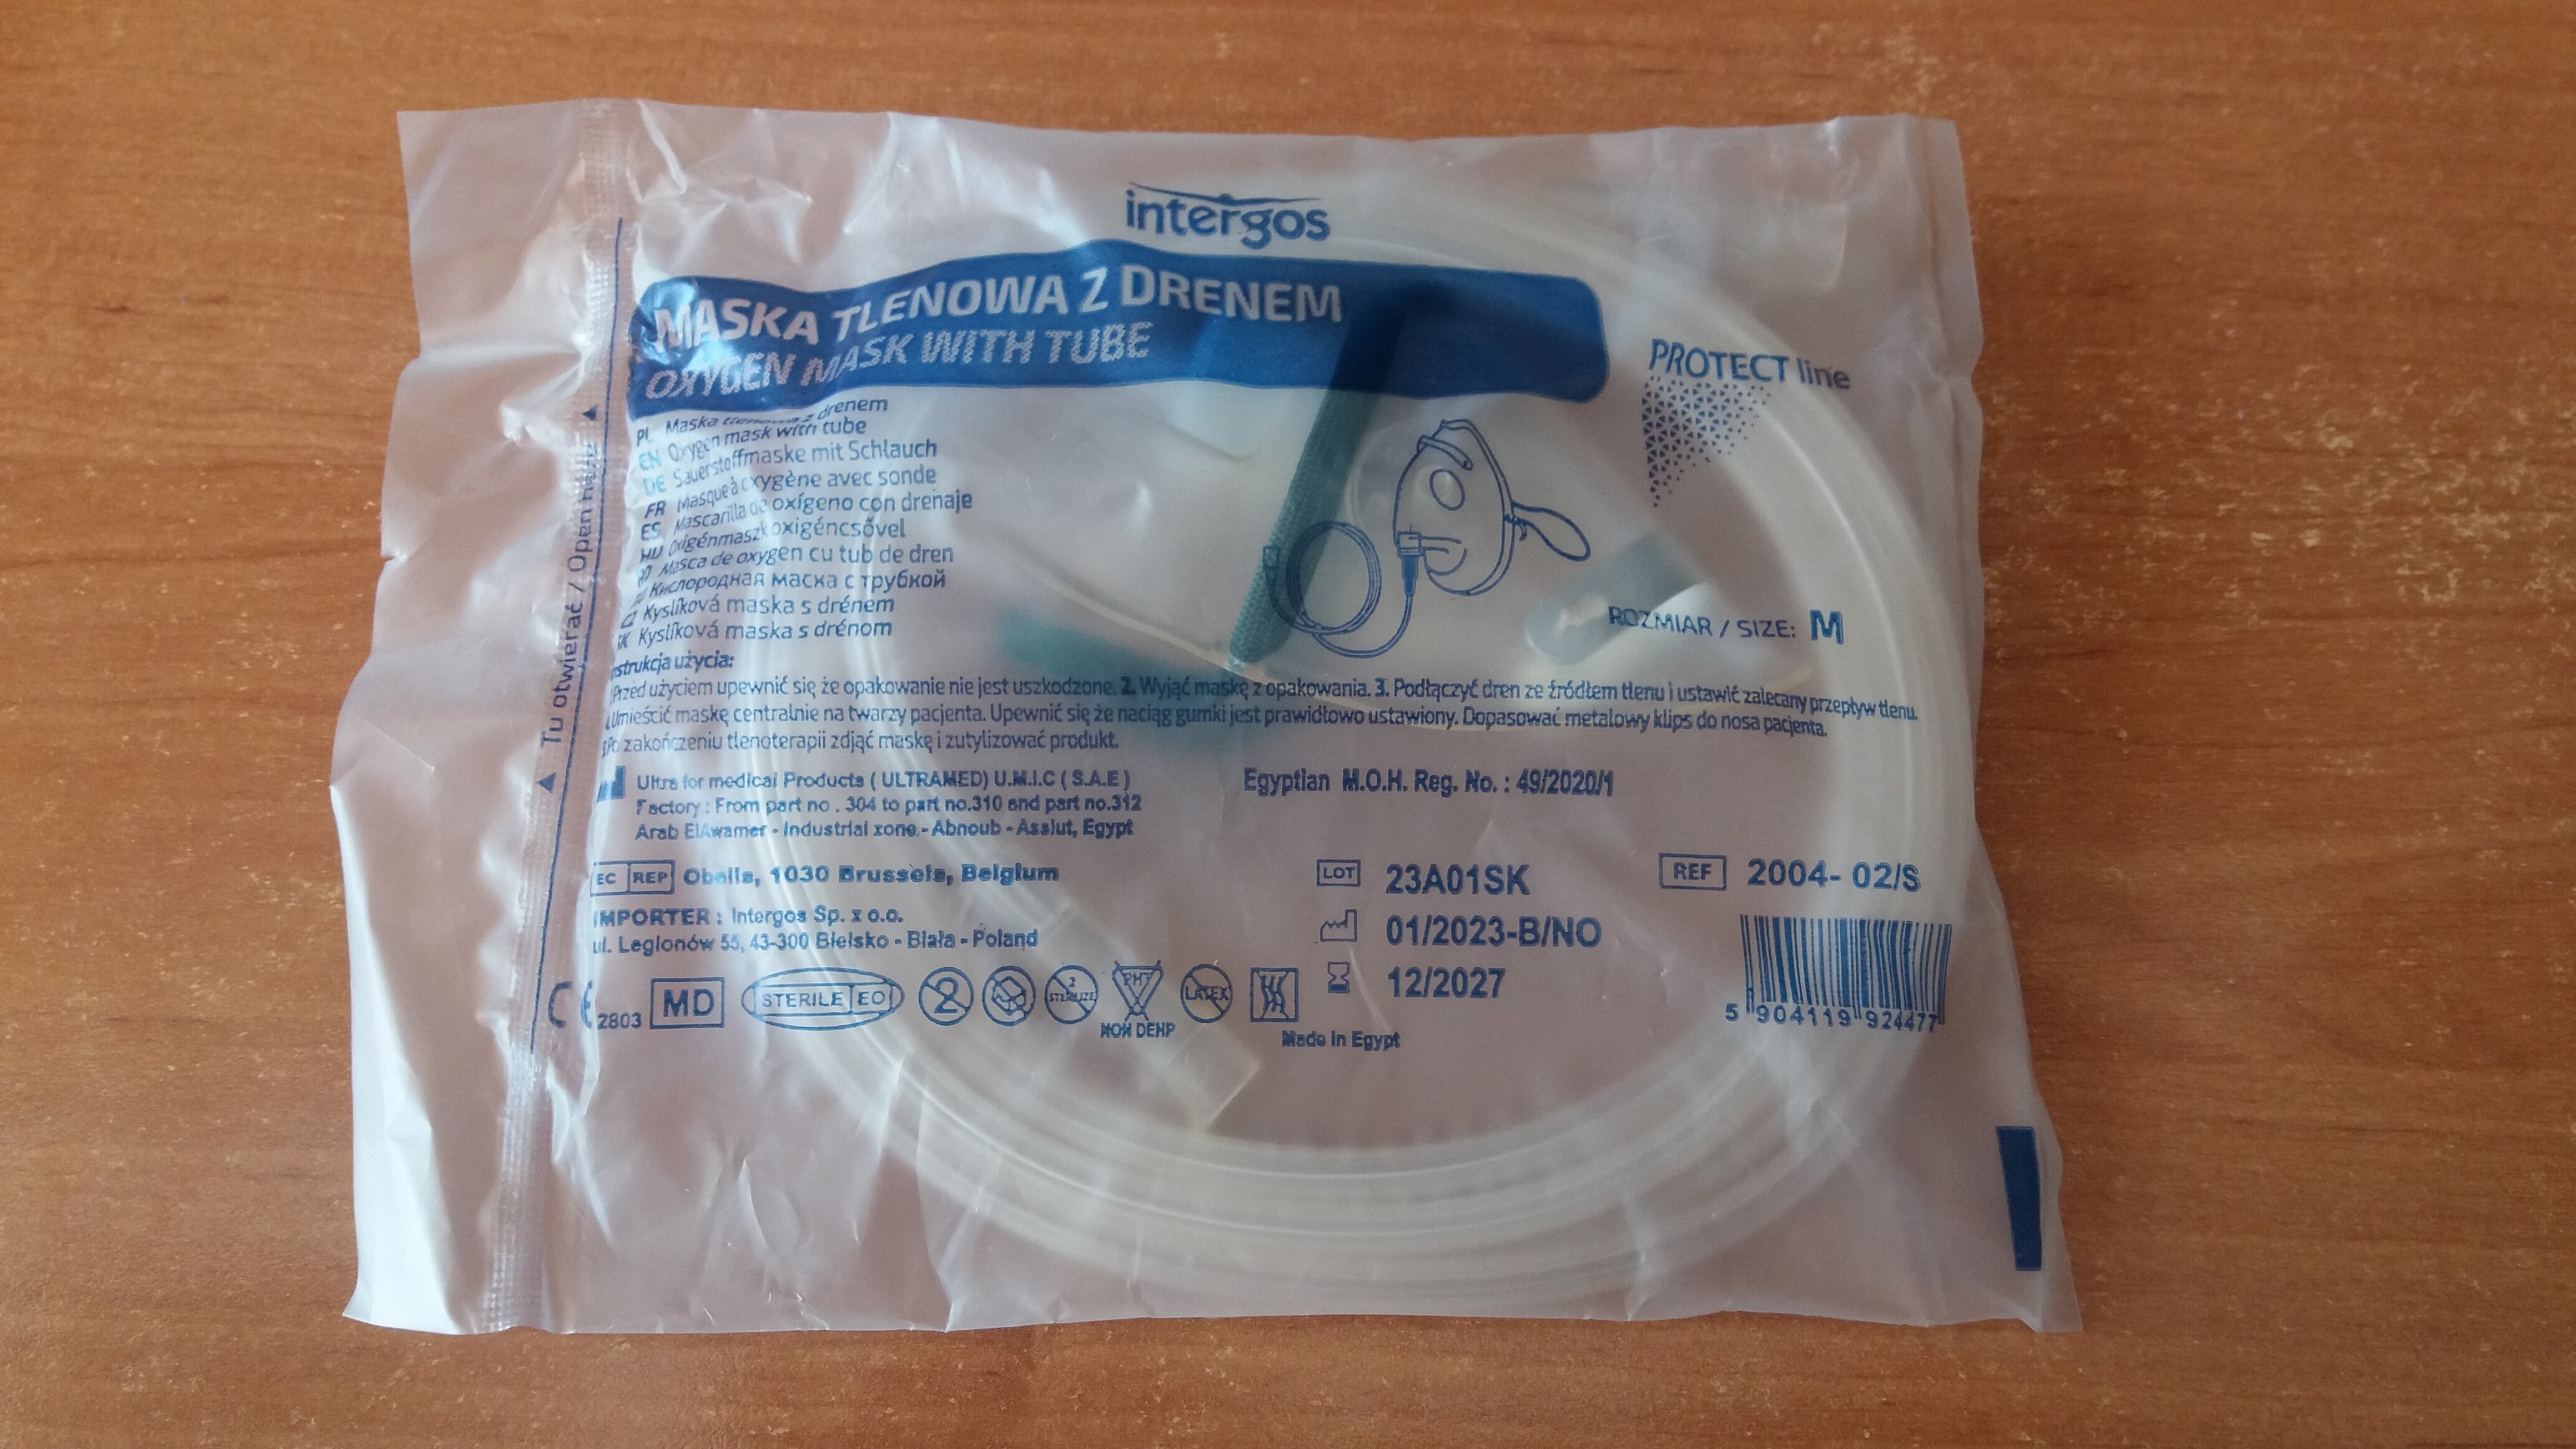 intergos
MASKA TLENOWA Z DRENEM
OXYGEN MASK WITH TUBE
PROTECT line
PL Maska tlenowa z drenem
EN Oxygen mask with tube
DE Sauerstoffmaske mit Schlauch
FR Masque à oxygène avec sonde
ES Mascarilla de oxígeno con drenaje
HU Oxigénmaszk oxigéncsővel
RO Masca de oxygen cu tub de dren
RU Кислородная маска с трубкой
CZ Kyslíková maska s drénem
SK Kyslíková maska s drénom
ROZMIAR / SIZE: M
Tu otwierać / Open here
Instrukcja użycia:
Przed użyciem upewnić się że opakowanie nie jest uszkodzone. 2. Wyjąć maskę z opakowania. 3. Podłączyć dren ze źródłem tlenu i ustawić zalecany przepływ tlenu.
4. Umieścić maskę centralnie na twarzy pacjenta. Upewnić się że naciąg gumki jest prawidłowo ustawiony. Dopasować metalowy klips do nosa pacjenta.
5. Po zakończeniu tlenoterapii zdjąć maskę i zutylizować produkt.
Ultra for medical Products ( ULTRAMED) U.M.I.C ( S.A.E )
Factory : From part no . 304 to part no.310 and part no.312
Arab ElAwamer - Industrial zone.- Abnoub - Assiut, Egypt
Egyptian M.O.H. Reg. No. : 49/2020/1
EC REP Obelis, 1030 Brussels, Belgium
IMPORTER : Intergos Sp. z o.o.
ul. Legionów 55, 43-300 Bielsko - Biała - Poland
LOT 23A01SK
REF 2004- 02/S
01/2023-B/NO
12/2027
CE 2803 MD STERILE EO 2 2 STERILIZE PHT LATEX
NON DEHP
Made in Egypt
5 904119 924477